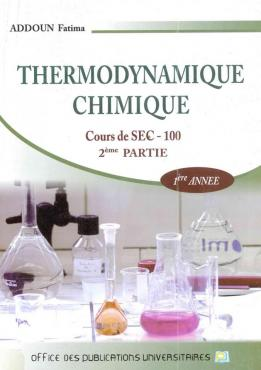 ADDOUN Fatima
THERMODYNAMIQUE
CHIMIQUE
Cours de SEC - 100
2ème PARTIE
1ère ANNEE
OFFICE DES PUBLICATIONS UNIVERSITAIRES